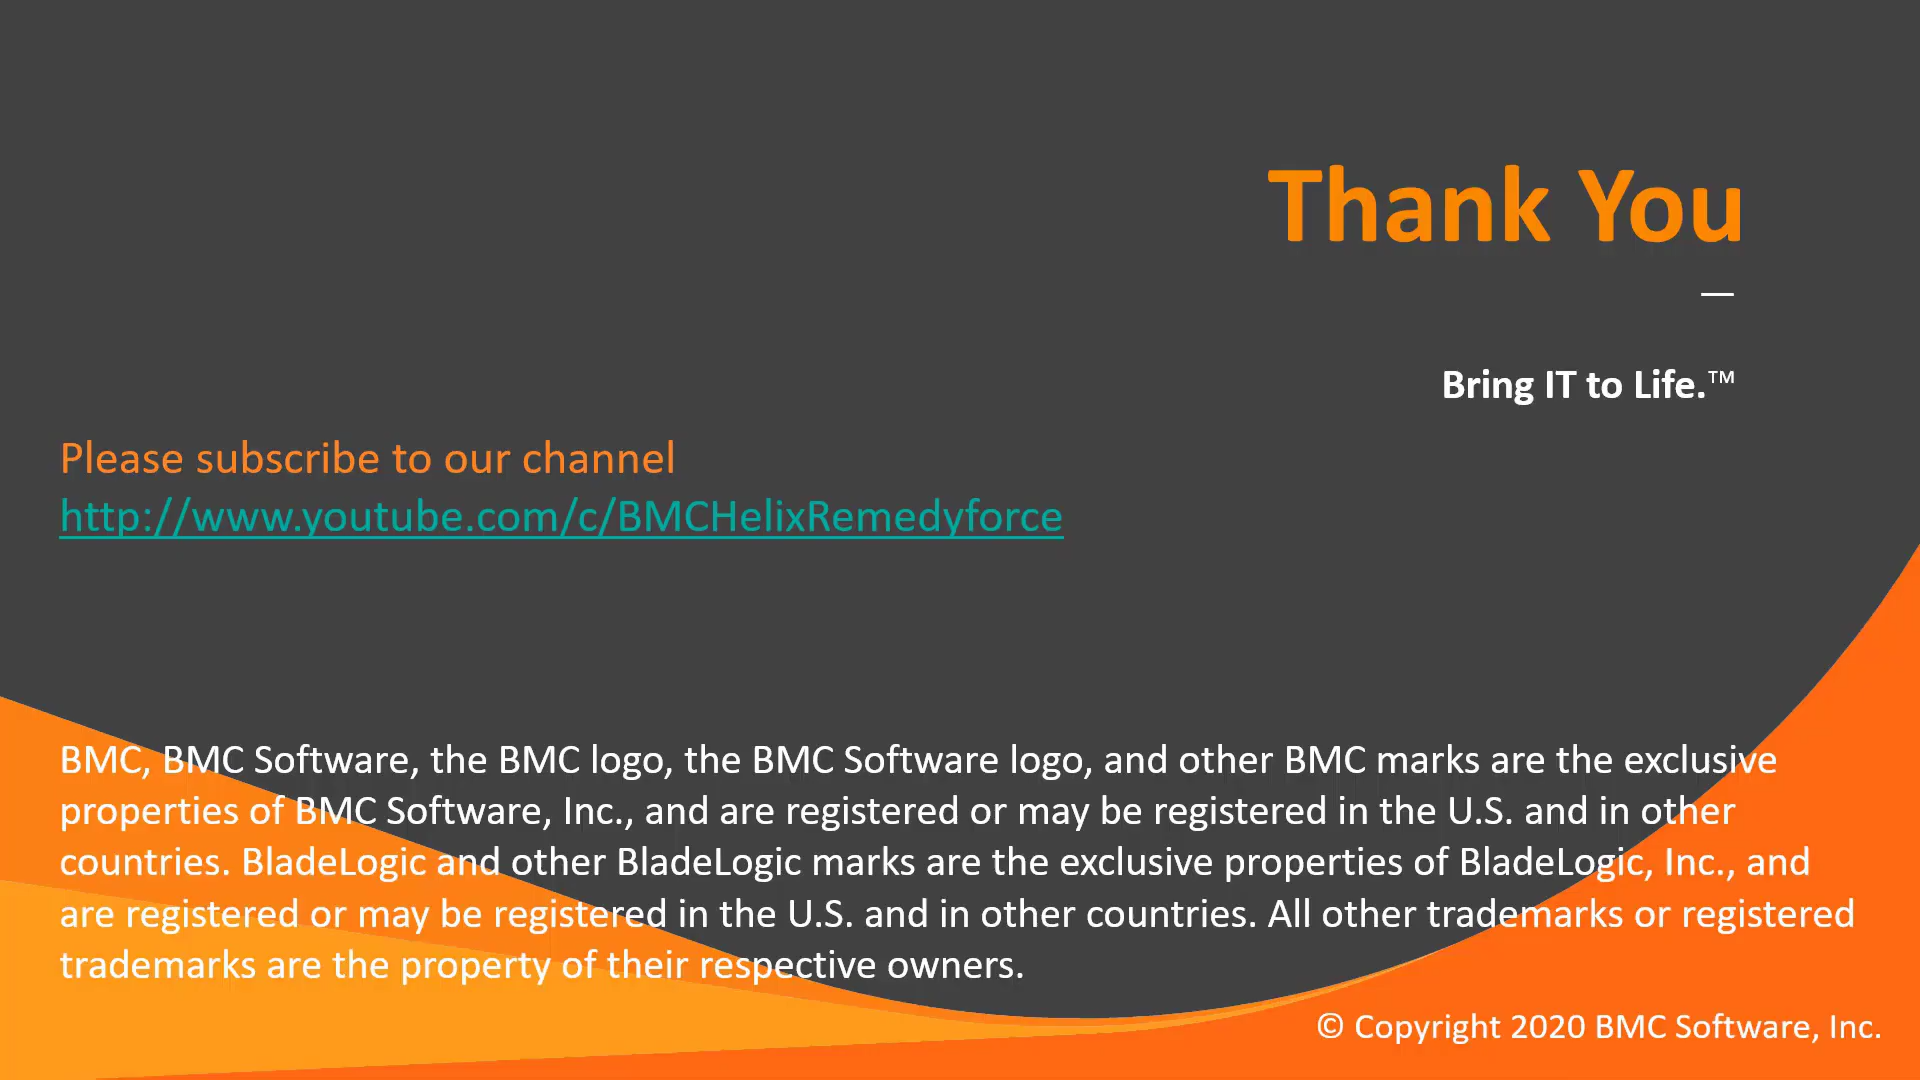 Thank You
—
Bring IT to Life.™
Please subscribe to our channel
http://www.youtube.com/c/BMCHelixRemedyforce
BMC, BMC Software, the BMC logo, the BMC Software logo, and other BMC marks are the exclusive
properties of BMC Software, Inc., and are registered or may be registered in the U.S. and in other
countries. BladeLogic and other BladeLogic marks are the exclusive properties of BladeLogic, Inc., and
are registered or may be registered in the U.S. and in other countries. All other trademarks or registered
trademarks are the property of their respective owners.
© Copyright 2020 BMC Software, Inc.